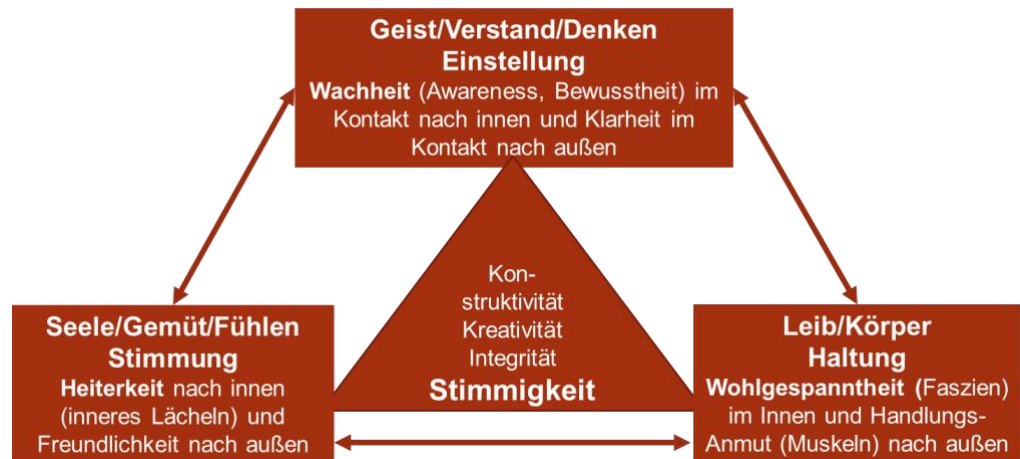 Geist/Verstand/Denken
Einstellung
Wachheit (Awareness, Bewusstheit) im
Kontakt nach innen und Klarheit im
Kontakt nach außen
Kon-
struktivität
Kreativität
Integrität
Stimmigkeit
Seele/Gemüt/Fühlen
Stimmung
Heiterkeit nach innen
(inneres Lächeln) und
Freundlichkeit nach außen
Leib/Körper
Haltung
Wohlgespanntheit (Faszien)
im Innen und Handlungs-
Anmut (Muskeln) nach außen